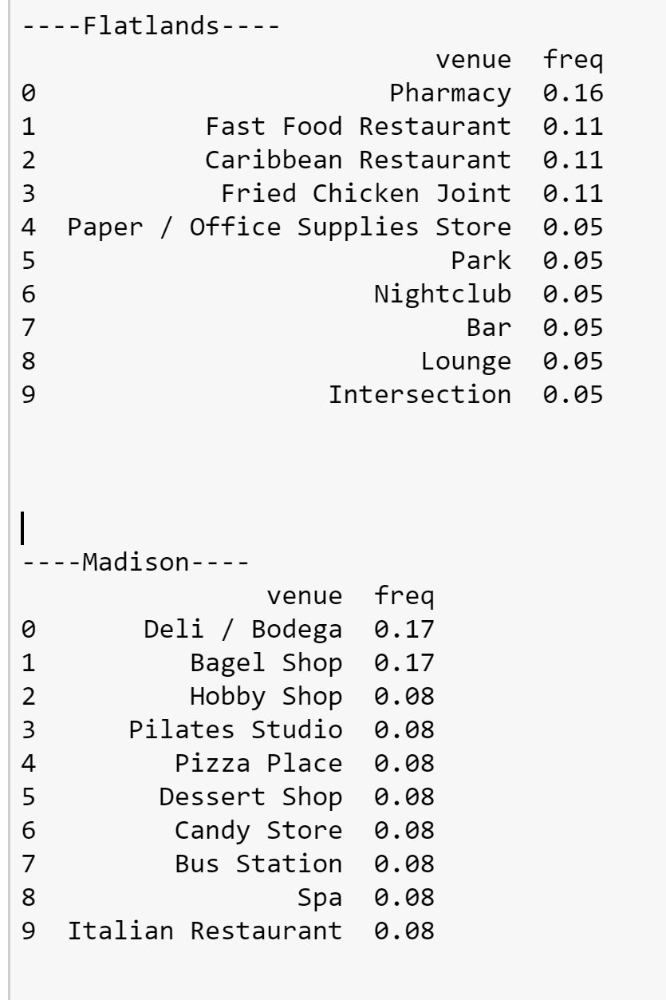 ----Flatlands----
venue freq
0 Pharmacy 0.16
1 Fast Food Restaurant 0.11
2 Caribbean Restaurant 0.11
3 Fried Chicken Joint 0.11
4 Paper / Office Supplies Store 0.05
5 Park 0.05
6 Nightclub 0.05
7 Bar 0.05
8 Lounge 0.05
9 Intersection 0.05
----Madison----
venue freq
0 Deli / Bodega 0.17
1 Bagel Shop 0.17
2 Hobby Shop 0.08
3 Pilates Studio 0.08
4 Pizza Place 0.08
5 Dessert Shop 0.08
6 Candy Store 0.08
7 Bus Station 0.08
8 Spa 0.08
9 Italian Restaurant 0.08